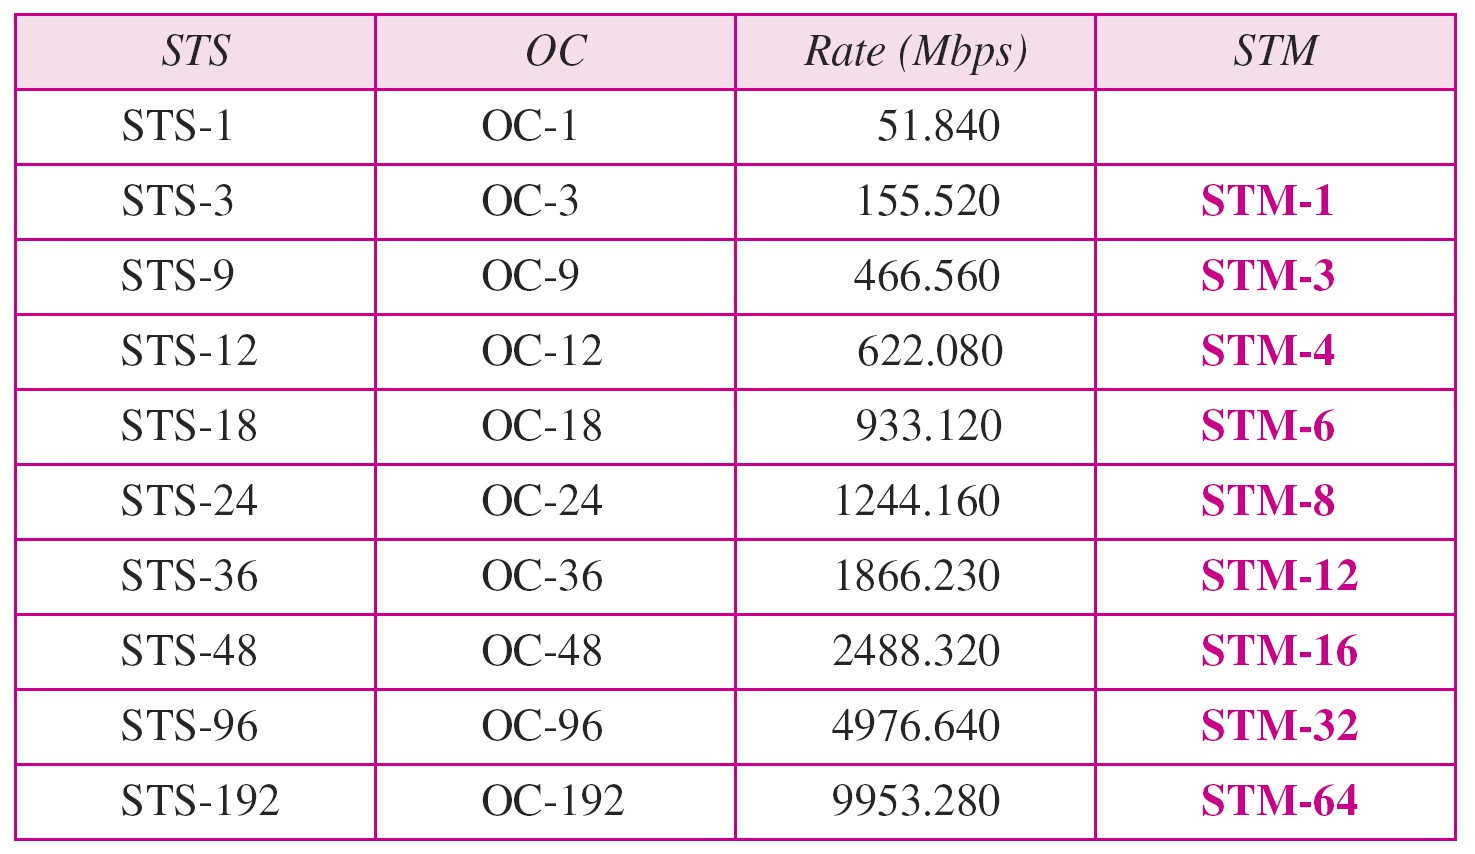 STS OC Rate (Mbps) STM
STS-1 OC-1 51.840
STS-3 OC-3 155.520 STM-1
STS-9 OC-9 466.560 STM-3
STS-12 OC-12 622.080 STM-4
STS-18 OC-18 933.120 STM-6
STS-24 OC-24 1244.160 STM-8
STS-36 OC-36 1866.230 STM-12
STS-48 OC-48 2488.320 STM-16
STS-96 OC-96 4976.640 STM-32
STS-192 OC-192 9953.280 STM-64